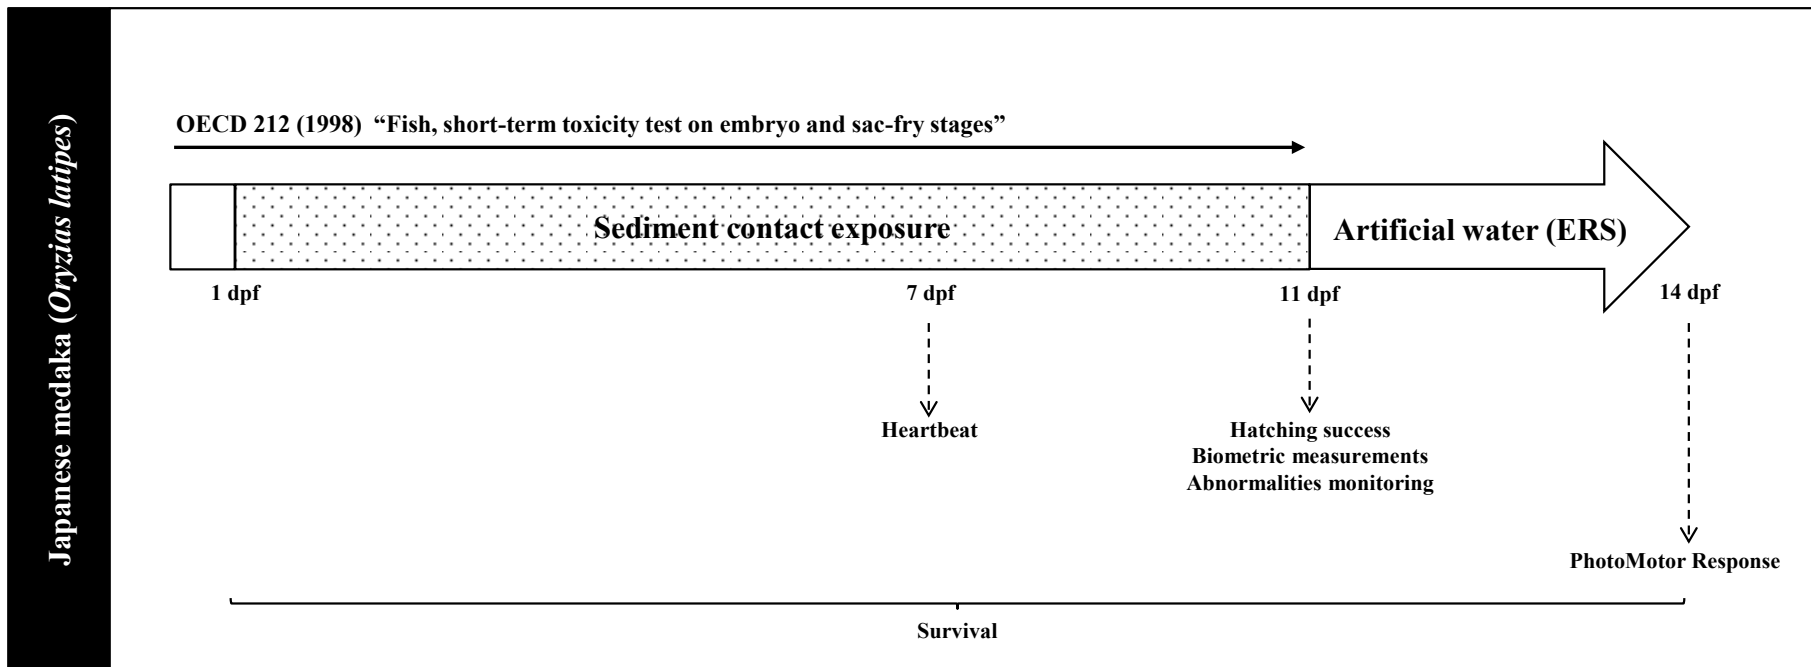 Japanese medaka (Oryzias latipes)
OECD 212 (1998) “Fish, short-term toxicity test on embryo and sac-fry stages”
Sediment contact exposure
Artificial water (ERS)
1 dpf
7 dpf
11 dpf
14 dpf
Heartbeat
Hatching success
Biometric measurements
Abnormalities monitoring
PhotoMotor Response
Survival